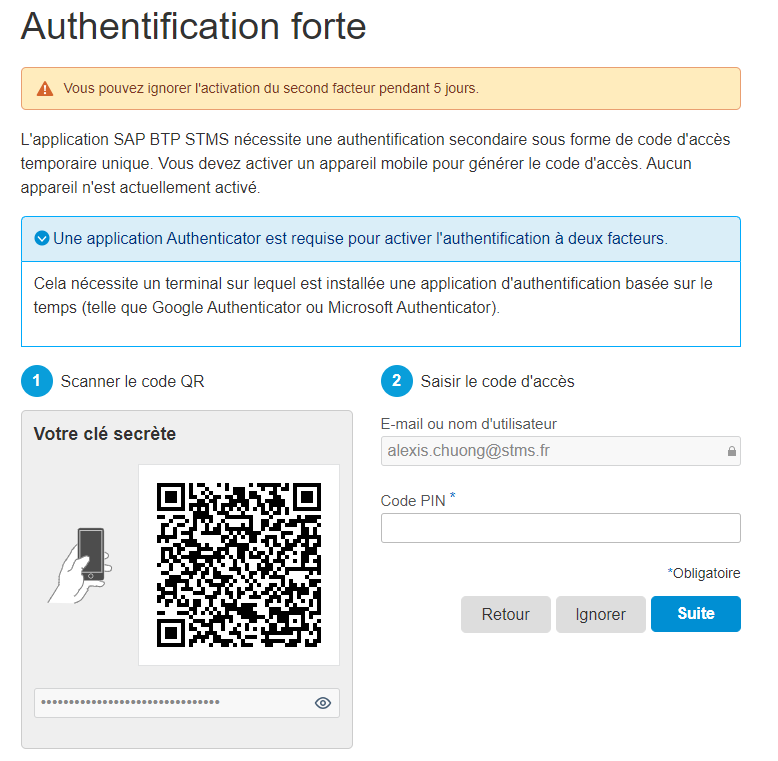 Authentification forte
Vous pouvez ignorer l'activation du second facteur pendant 5 jours.
L'application SAP BTP STMS nécessite une authentification secondaire sous forme de code d'accès
temporaire unique. Vous devez activer un appareil mobile pour générer le code d'accès. Aucun
appareil n'est actuellement activé.
Une application Authenticator est requise pour activer l'authentification à deux facteurs.
Cela nécessite un terminal sur lequel est installée une application d'authentification basée sur le
temps (telle que Google Authenticator ou Microsoft Authenticator).
1 Scanner le code QR
Votre clé secrète
••••••••••••••••••••••••••••••••
2 Saisir le code d'accès
E-mail ou nom d'utilisateur
alexis.chuong@stms.fr
Code PIN *
*Obligatoire
Retour Ignorer Suite